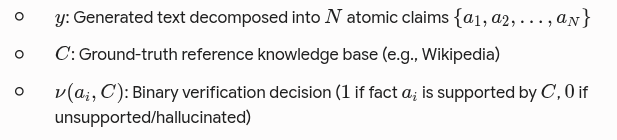 ○ y: Generated text decomposed into N atomic claims {a₁, a₂, . . . , a_N}
○ C: Ground-truth reference knowledge base (e.g., Wikipedia)
○ ν(aᵢ, C): Binary verification decision (1 if fact aᵢ is supported by C, 0 if
unsupported/hallucinated)